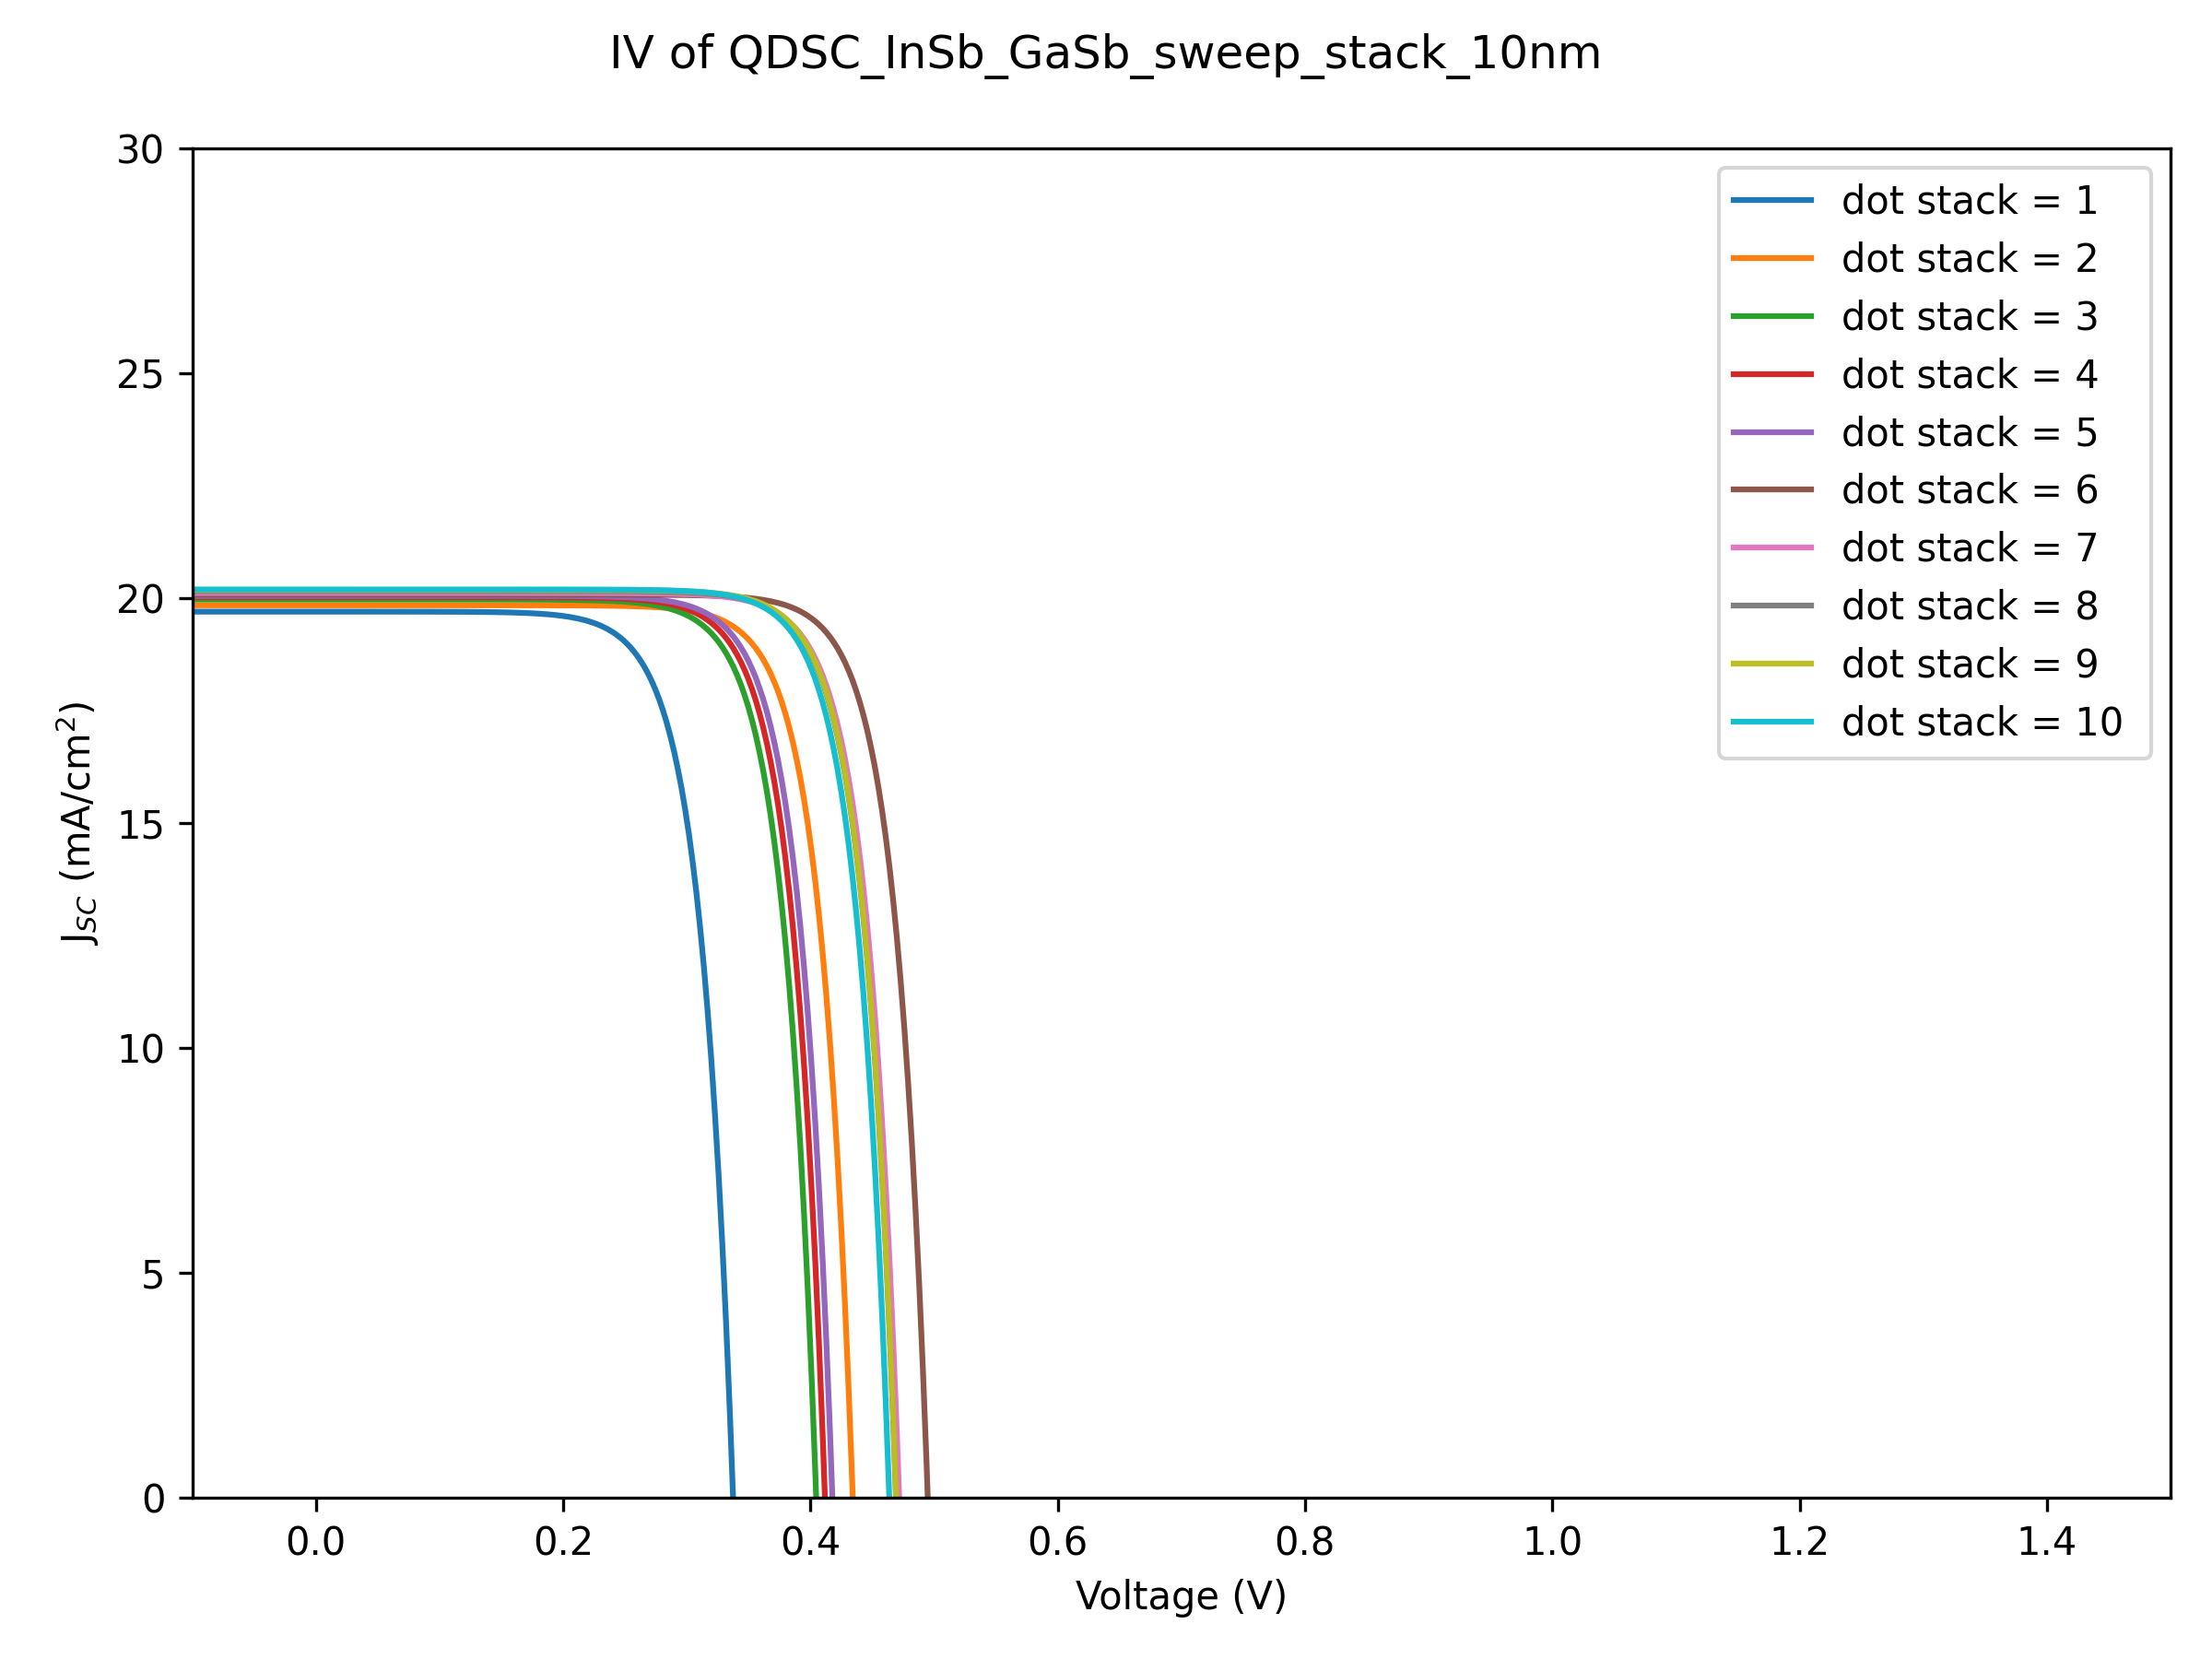 IV of QDSC_InSb_GaSb_sweep_stack_10nm
30
25
20
15
10
5
0
J_SC (mA/cm²)
0.0 0.2 0.4 0.6 0.8 1.0 1.2 1.4
Voltage (V)
dot stack = 1
dot stack = 2
dot stack = 3
dot stack = 4
dot stack = 5
dot stack = 6
dot stack = 7
dot stack = 8
dot stack = 9
dot stack = 10